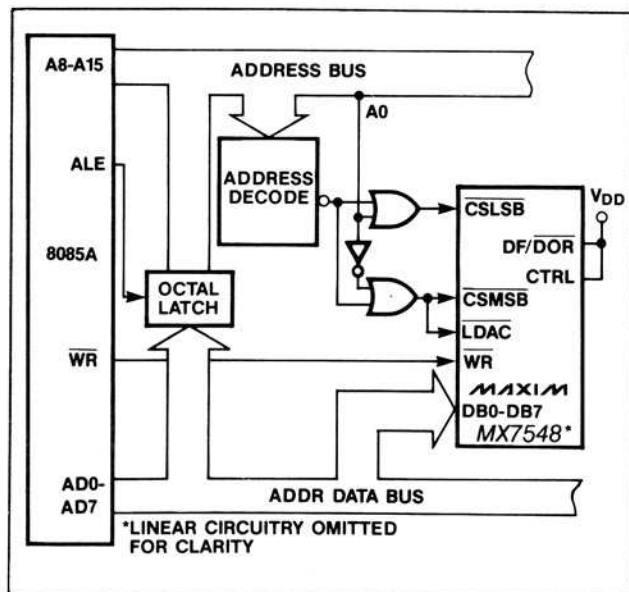 A8-A15
ADDRESS BUS
A0
ALE
ADDRESS
DECODE
CSLSB
VDD
DF/DOR
CTRL
8085A
OCTAL
LATCH
CSMSB
LDAC
WR
WR
MAXIM
DB0-DB7
MX7548*
AD0-
AD7
ADDR DATA BUS
*LINEAR CIRCUITRY OMITTED
FOR CLARITY